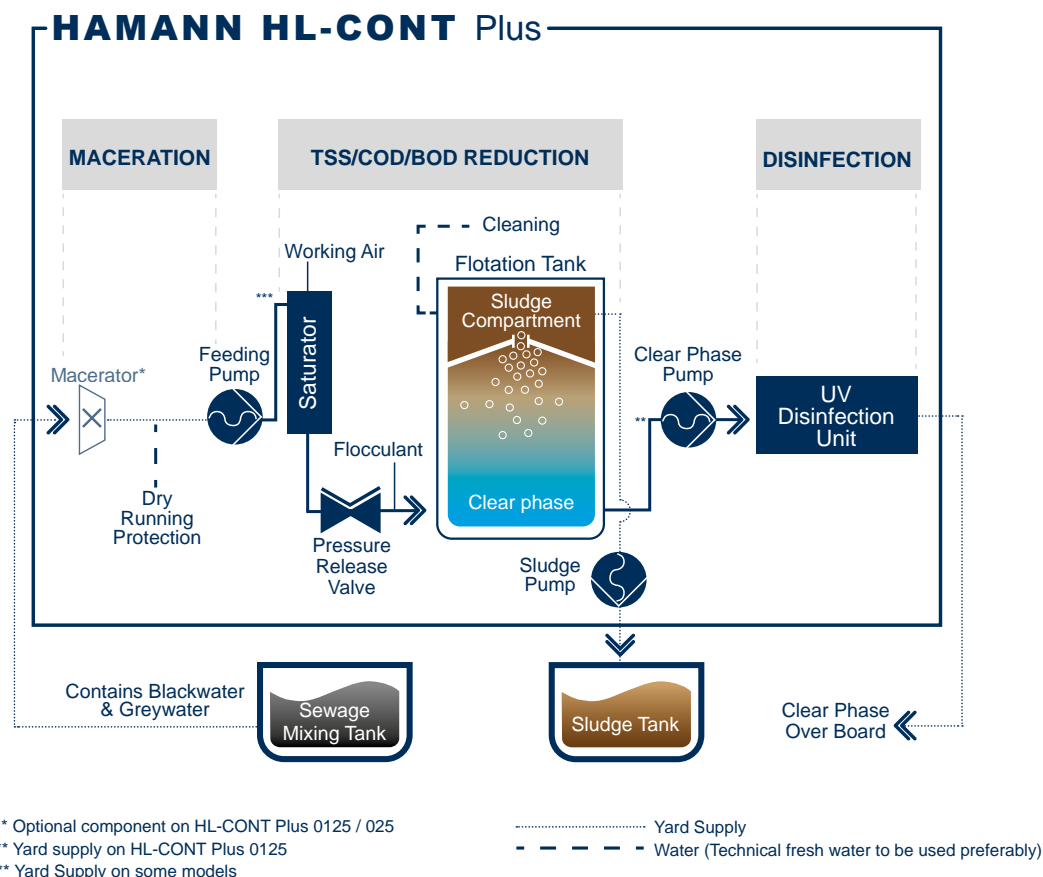 HAMANN HL-CONT Plus
MACERATION
TSS/COD/BOD REDUCTION
DISINFECTION
Cleaning
Working Air
Flotation Tank
***
Sludge
Compartment
Saturator
Feeding
Pump
Clear Phase
Pump
Macerator*
UV
Disinfection
Unit
**
Flocculant
Clear phase
Dry
Running
Protection
Pressure
Release
Valve
Sludge
Pump
Contains Blackwater
& Greywater
Sewage
Mixing Tank
Sludge Tank
Clear Phase
Over Board
* Optional component on HL-CONT Plus 0125 / 025
** Yard supply on HL-CONT Plus 0125
** Yard Supply on some models
Yard Supply
Water (Technical fresh water to be used preferably)